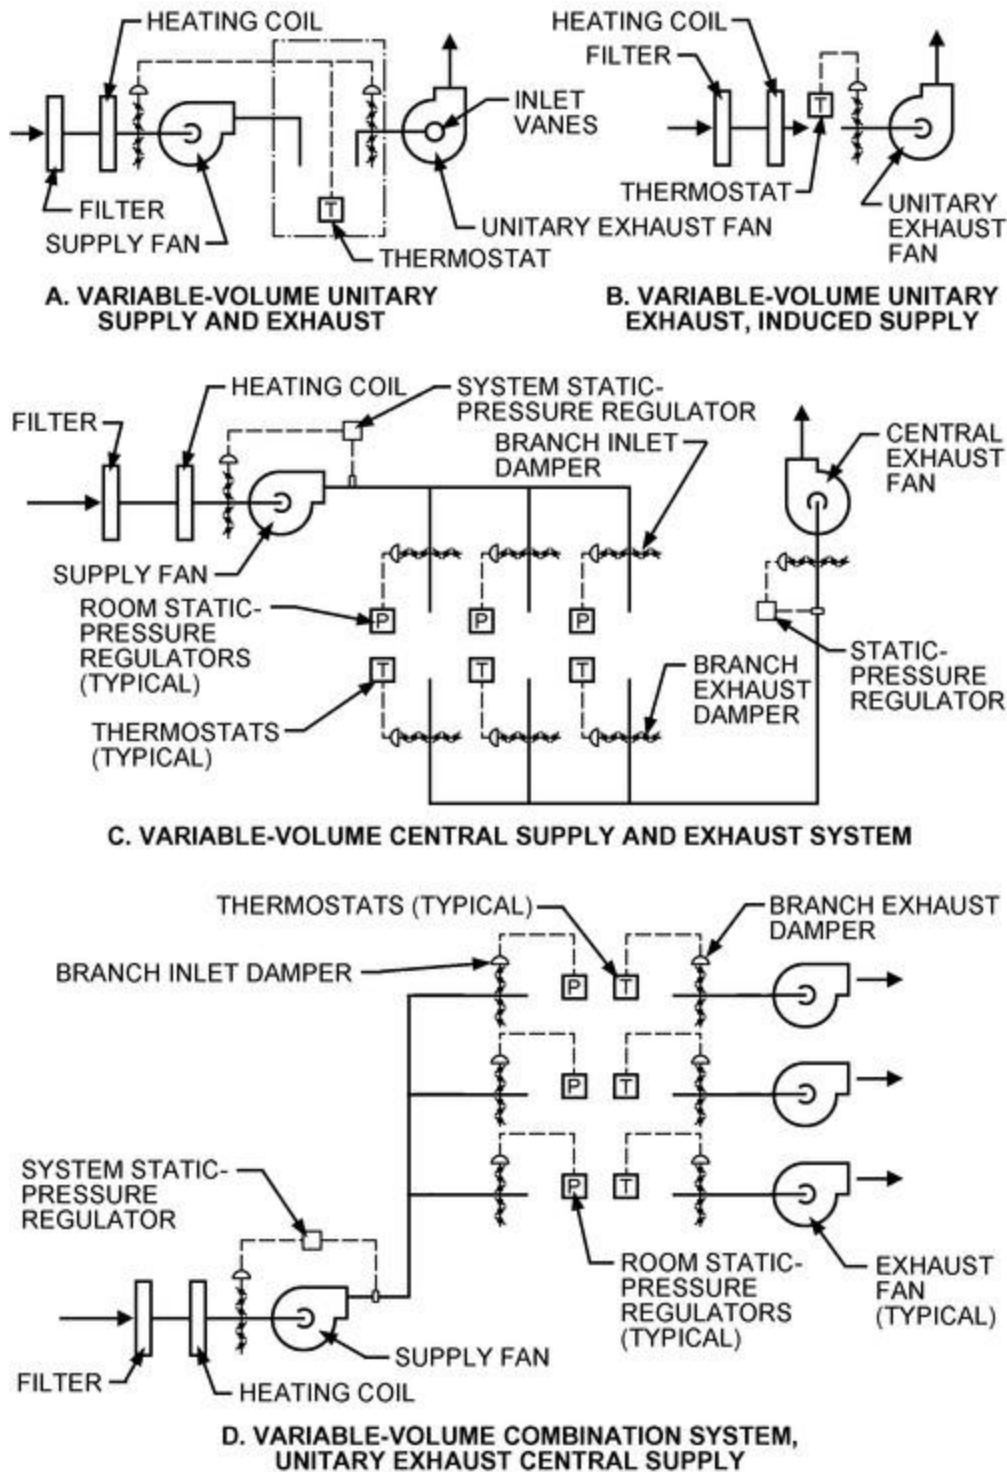 HEATING COIL
INLET
VANES
FILTER
SUPPLY FAN
T
UNITARY EXHAUST FAN
THERMOSTAT
A. VARIABLE-VOLUME UNITARY
SUPPLY AND EXHAUST
HEATING COIL
FILTER
T
THERMOSTAT
UNITARY
EXHAUST
FAN
B. VARIABLE-VOLUME UNITARY
EXHAUST, INDUCED SUPPLY
FILTER
HEATING COIL
SYSTEM STATIC-
PRESSURE REGULATOR
BRANCH INLET
DAMPER
CENTRAL
EXHAUST
FAN
SUPPLY FAN
ROOM STATIC-
PRESSURE
REGULATORS
(TYPICAL)
P
P
P
T
T
T
THERMOSTATS
(TYPICAL)
BRANCH
EXHAUST
DAMPER
STATIC-
PRESSURE
REGULATOR
C. VARIABLE-VOLUME CENTRAL SUPPLY AND EXHAUST SYSTEM
THERMOSTATS (TYPICAL)
BRANCH EXHAUST
DAMPER
BRANCH INLET DAMPER
P
T
P
T
P
T
SYSTEM STATIC-
PRESSURE
REGULATOR
ROOM STATIC-
PRESSURE
REGULATORS
(TYPICAL)
EXHAUST
FAN
(TYPICAL)
SUPPLY FAN
FILTER
HEATING COIL
D. VARIABLE-VOLUME COMBINATION SYSTEM,
UNITARY EXHAUST CENTRAL SUPPLY